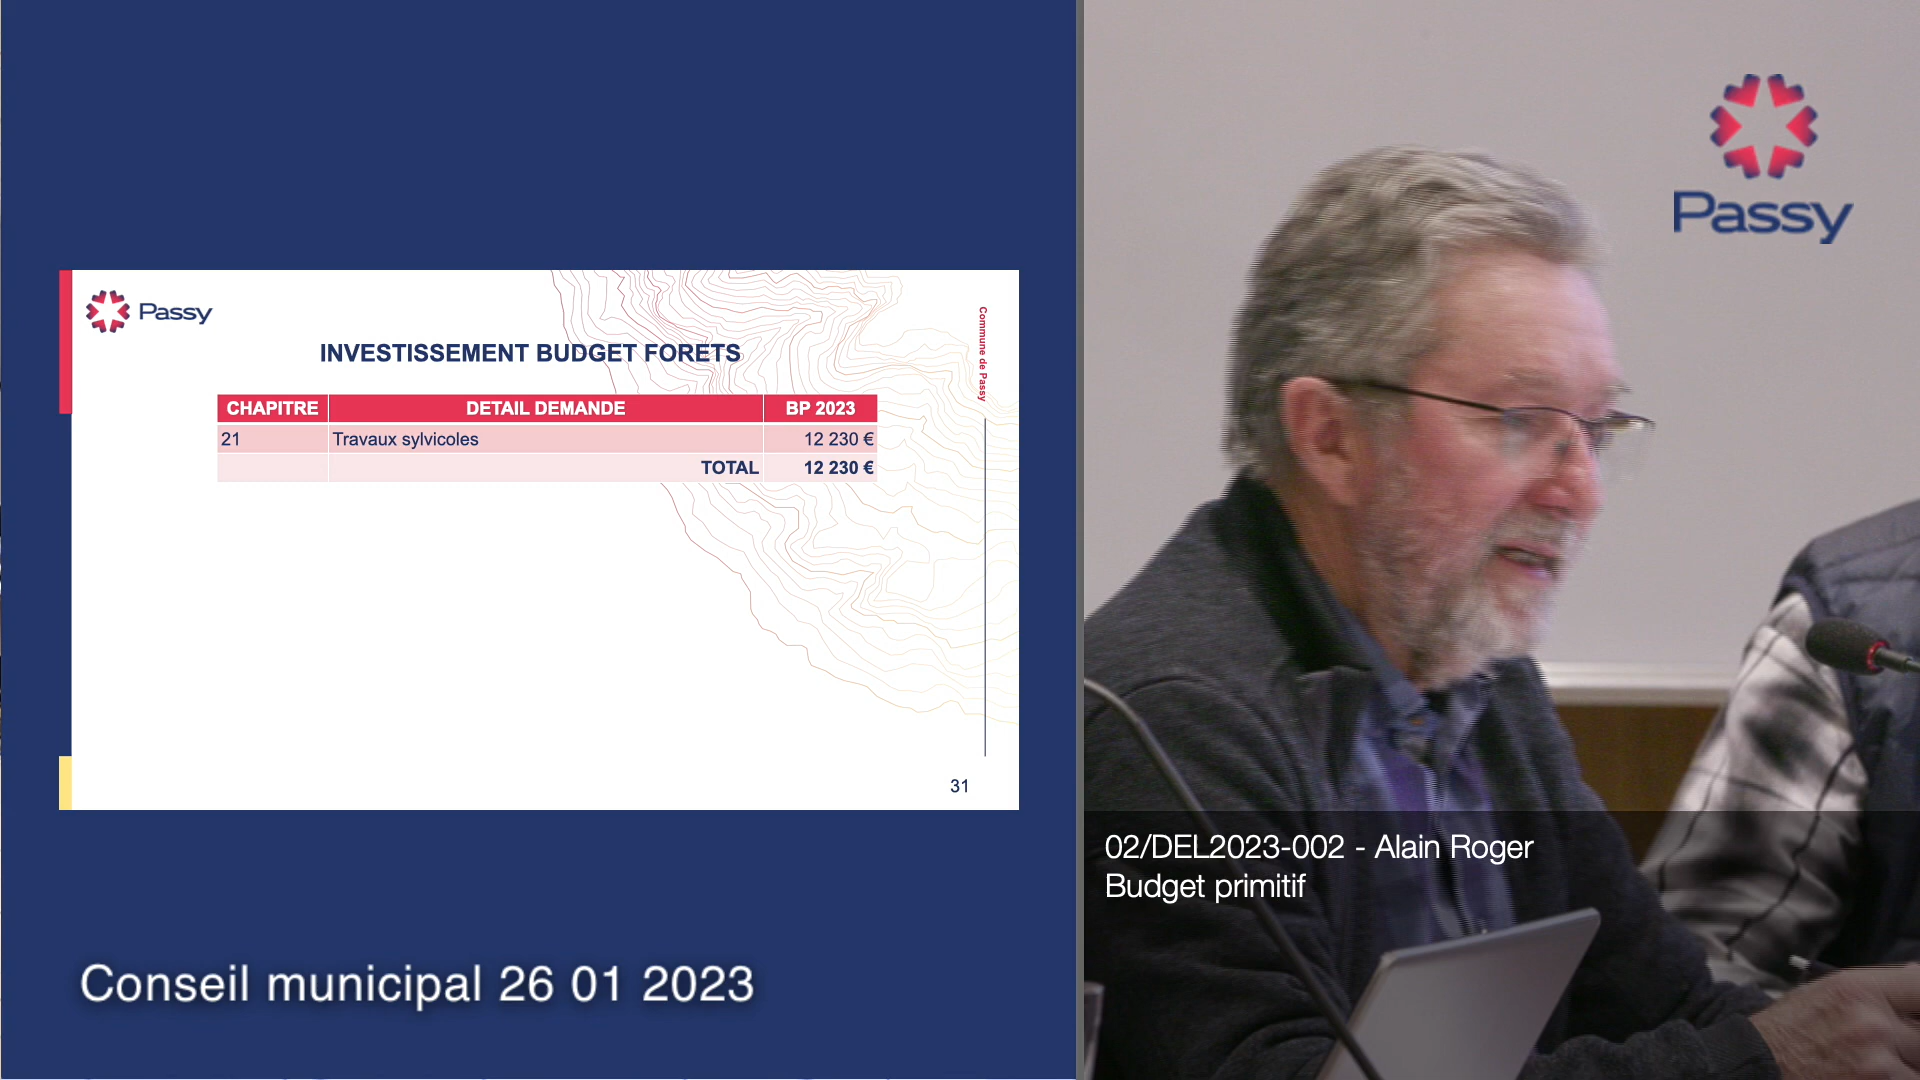 Passy
INVESTISSEMENT BUDGET FORETS
Commune de Passy
CHAPITRE DETAIL DEMANDE BP 2023
21 Travaux sylvicoles 12 230 €
TOTAL 12 230 €
31
Conseil municipal 26 01 2023
Passy
02/DEL2023-002 - Alain Roger
Budget primitif